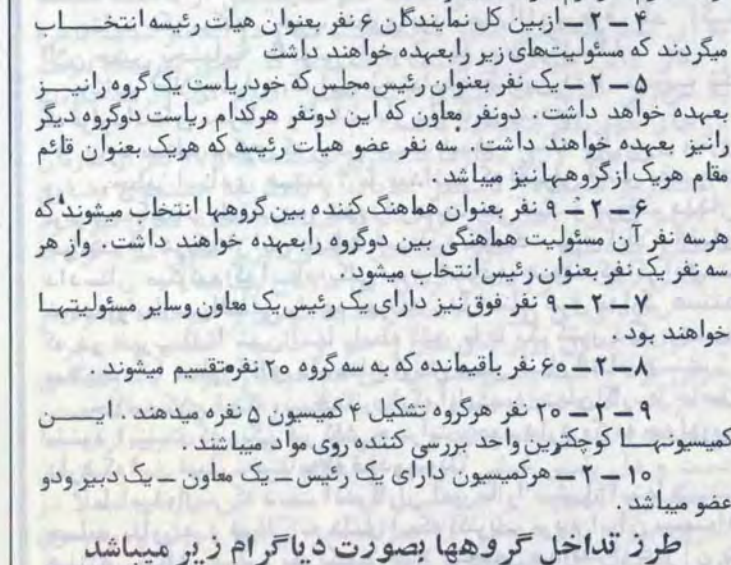 ۴ – ۲ – ازبین کل نمایندگان ۶ نفر بعنوان هیات رئیسه انتخـــاب
میگردند که مسئولیت‌های زیر رابعهده خواهند داشت
۵ – ۲ – یک نفر بعنوان رئیس مجلس که خودریاست یک گروه رانیــز
بعهده خواهد داشت. دونفر معاون که این دونفر هرکدام ریاست دوگروه دیگر
رانیز بعهده خواهند داشت. سه نفر عضو هیات رئیسه که هریک بعنوان قائم
مقام هریک ازگروهها نیز میباشد.
۶ – ۲ – ۹ نفر بعنوان هماهنگ کننده بین گروهها انتخاب میشوند که
هرسه نفر آن مسئولیت هماهنگی بین دوگروه رابعهده خواهند داشت. واز هر
سه نفر یک نفر بعنوان رئیس انتخاب میشود.
۷ – ۲ – ۹ نفر فوق نیز دارای یک رئیس یک معاون وسایر مسئولیتهــا
خواهند بود.
۸ – ۲ – ۶۰ نفر باقیمانده که به سه گروه ۲۰ نفره تقسیم میشوند.
۹ – ۲ – ۲۰ نفر هرگروه تشکیل ۴ کمیسیون ۵ نفره میدهند. ایــــن
کمیسیونهــا کوچکترین واحد بررسی کننده روی مواد میباشند.
۱۰ – ۲ – هرکمیسیون دارای یک رئیس – یک معاون – یک دبیر ودو
عضو میباشد.
طرز تداخل گروهها بصورت دیاگرام زیر میباشد